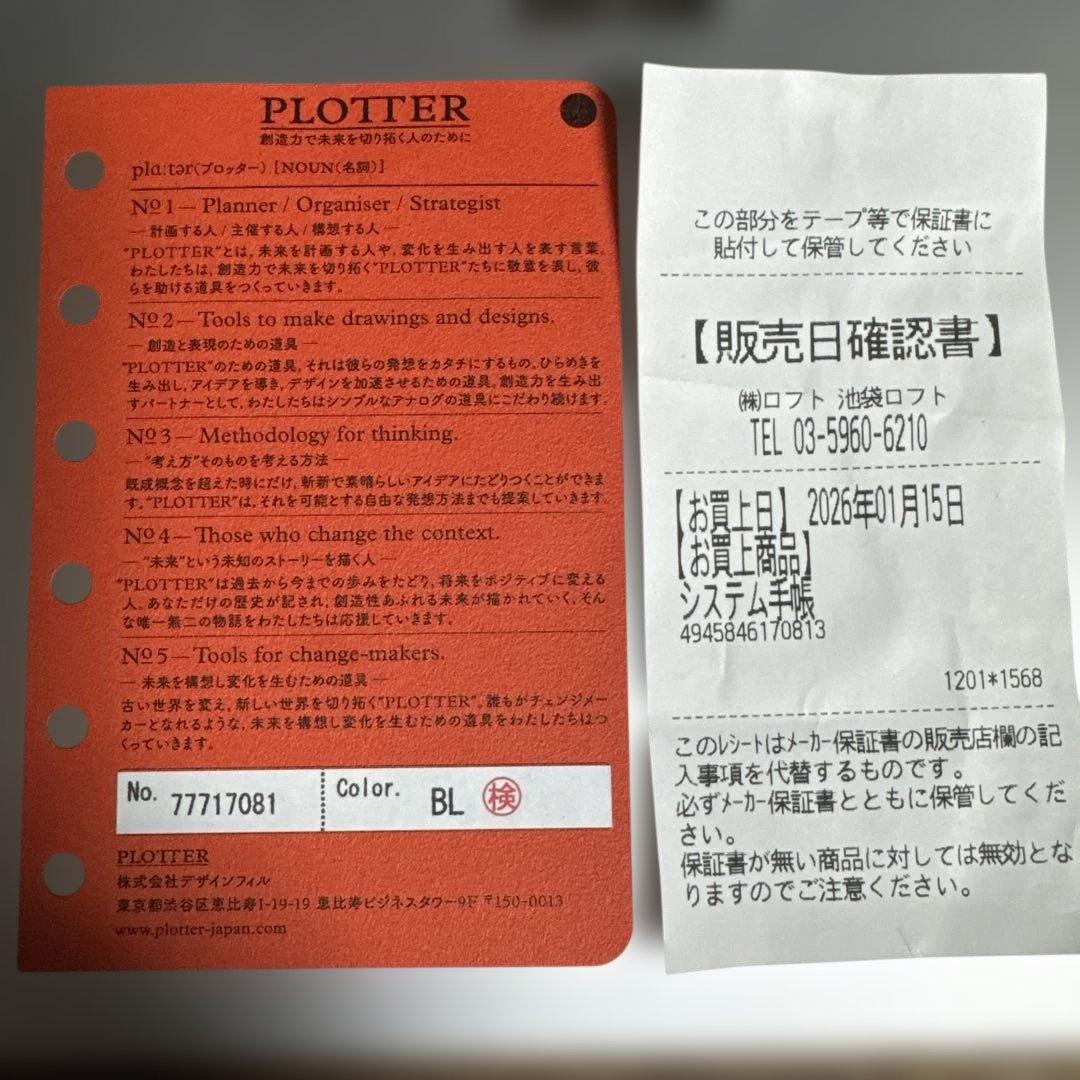 PLOTTER
創造力で未来を切り拓く人のために
plɑ:tər(プロッター) [NOUN(名詞)]
№1 — Planner / Organiser / Strategist
— 計画する人 / 主催する人 / 構想する人 —
"PLOTTER"とは、未来を計画する人や、変化を生み出す人を表す言葉。
わたしたちは、創造力で未来を切り拓く"PLOTTER"たちに敬意を表し、彼
らを助ける道具をつくっていきます。
№2 — Tools to make drawings and designs.
— 創造と表現のための道具 —
"PLOTTER"のための道具、それは彼らの発想をカタチにするもの。ひらめきを
生み出し、アイデアを導き、デザインを加速させるための道具。創造力を生み出
すパートナーとして、わたしたちはシンプルなアナログの道具にこだわり続けます。
№3 — Methodology for thinking.
— "考え方"そのものを考える方法 —
既成概念を超えた時にだけ、斬新で素晴らしいアイデアにたどりつくことができま
す。"PLOTTER"は、それを可能とする自由な発想方法までも提案していきます。
№4 — Those who change the context.
— "未来"という未知のストーリーを描く人 —
"PLOTTER"は過去から今までの歩みをたどり、将来をポジティブに変える
人。あなただけの歴史が記され、創造性あふれる未来が描かれていく、そん
な唯一無二の物語をわたしたちは応援していきます。
№5 — Tools for change-makers.
— 未来を構想し変化を生むための道具 —
古い世界を変え、新しい世界を切り拓く"PLOTTER"。誰もがチェンジメー
カーとなれるような、未来を構想し変化を生むための道具をわたしたちはつ
くっていきます。
No. 77717081 Color. BL 検
PLOTTER
株式会社デザインフィル
東京都渋谷区恵比寿1-19-19 恵比寿ビジネスタワー9F 〒150-0013
www.plotter-japan.com
この部分をテープ等で保証書に
貼付して保管してください
【販売日確認書】
㈱ロフト 池袋ロフト
TEL 03-5960-6210
【お買上日】 2026年01月15日
【お買上商品】
システム手帳
4945846170813
1201*1568
このレシートはメーカー保証書の販売店欄の記
入事項を代替するものです。
必ずメーカー保証書とともに保管してくだ
さい。
保証書が無い商品に対しては無効とな
りますのでご注意ください。